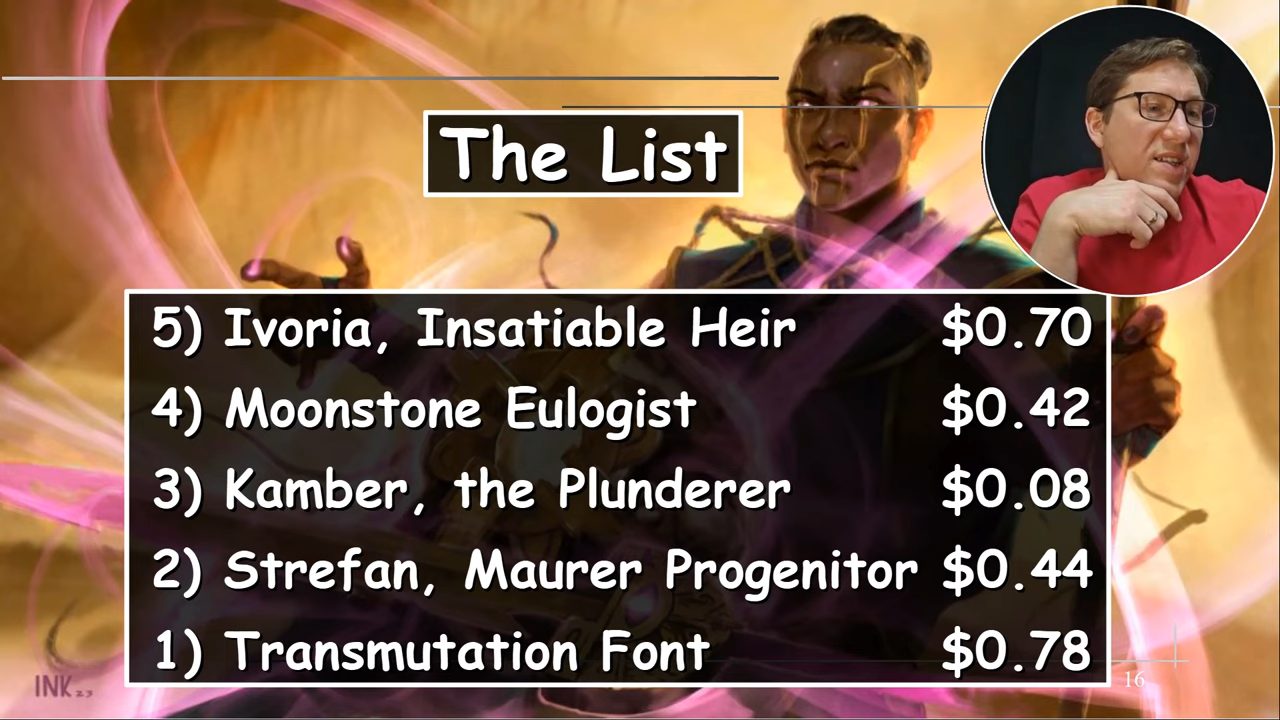 The List
5) Ivoria, Insatiable Heir $0.70
4) Moonstone Eulogist $0.42
3) Kamber, the Plunderer $0.08
2) Strefan, Maurer Progenitor $0.44
1) Transmutation Font $0.78
16
INK 23